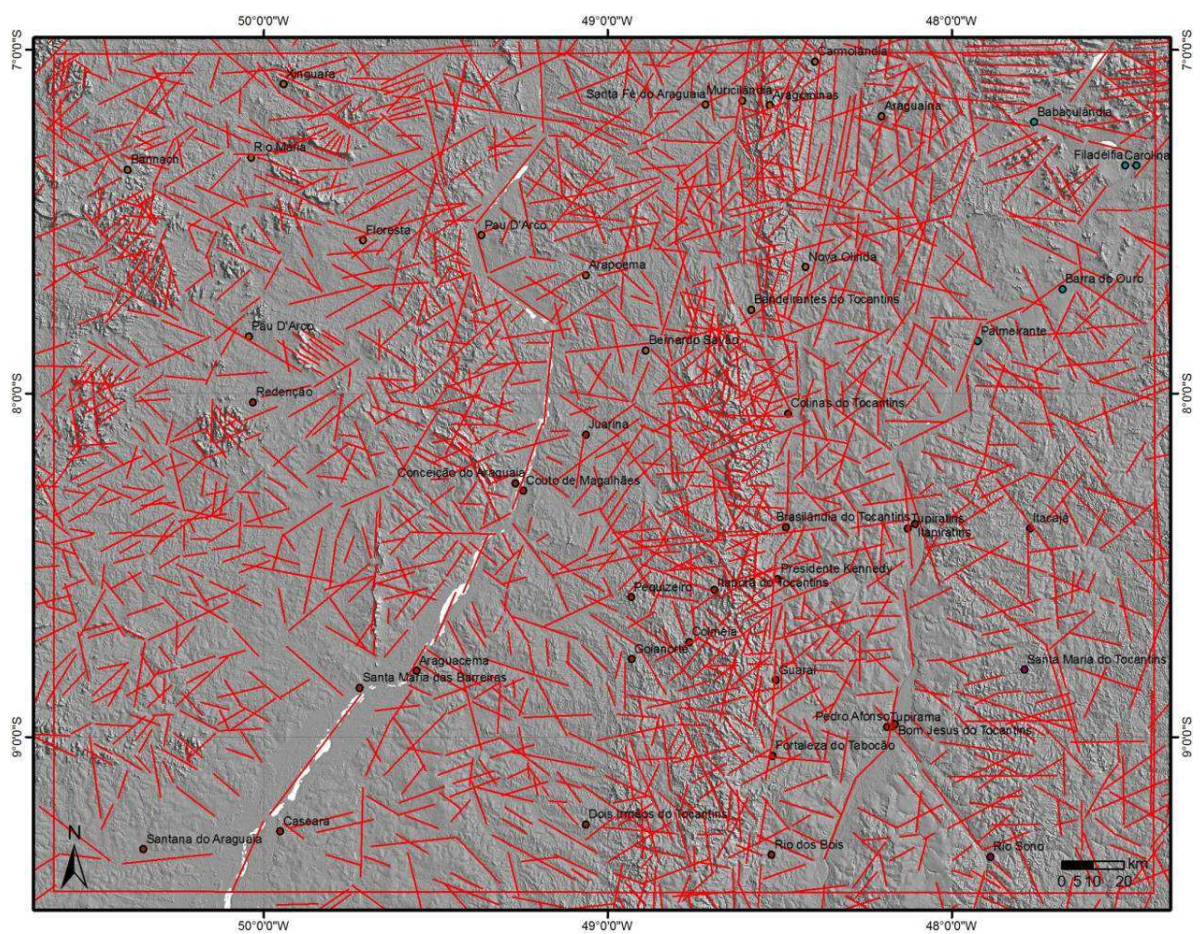 50°0'0"W 49°0'0"W 48°0'0"W
7°0'0"S 7°0'0"S
Carmolândia
Xinguara
Santa Fé do Araguaia Muricilândia Aragominas
Araguaína
Babaçulândia
Rio Maria
Bannach
Filadélfia Carolina
Floresta
Pau D'Arco
Arapoema
Nova Olinda
Barra do Ouro
Bandeirantes do Tocantins
Pau D'Arco
Palmeirante
Bernardo Sayão
8°0'0"S 8°0'0"S
Redenção
Colinas do Tocantins
Juarina
Conceição do Araguaia
Couto de Magalhães
Brasilândia do Tocantins Tupiratins Itacajá
Itapiratins
Presidente Kennedy
Pequizeiro Itaporã do Tocantins
Colméia
Goianorte
Araguacema
Santa Maria do Tocantins
Guaraí
Santa Maria das Barreiras
Pedro Afonso Tupirama
Bom Jesus do Tocantins
9°0'0"S 9°0'0"S
Fortaleza do Tabocão
Caseara
Dois Irmãos do Tocantins
N
Santana do Araguaia
Rio dos Bois
Rio Sono
km
0 5 10 20
50°0'0"W 49°0'0"W 48°0'0"W